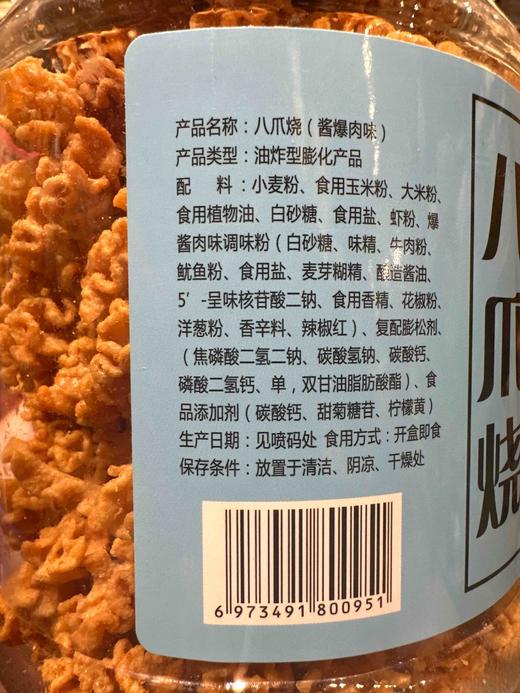 产品名称：八爪烧（酱爆肉味）
产品类型：油炸型膨化产品
配　料：小麦粉、食用玉米粉、大米粉、
食用植物油、白砂糖、食用盐、虾粉、爆
酱肉味调味粉（白砂糖、味精、牛肉粉、
鱿鱼粉、食用盐、麦芽糊精、酿造酱油、
5′-呈味核苷酸二钠、食用香精、花椒粉、
洋葱粉、香辛料、辣椒红）、复配膨松剂、
（焦磷酸二氢二钠、碳酸氢钠、碳酸钙、
磷酸二氢钙、单，双甘油脂肪酸酯）、食
品添加剂（碳酸钙、甜菊糖苷、柠檬黄）
生产日期：见喷码处 食用方式：开盒即食
保存条件：放置于清洁、阴凉、干燥处
6 973491 800951
八
爪
烧